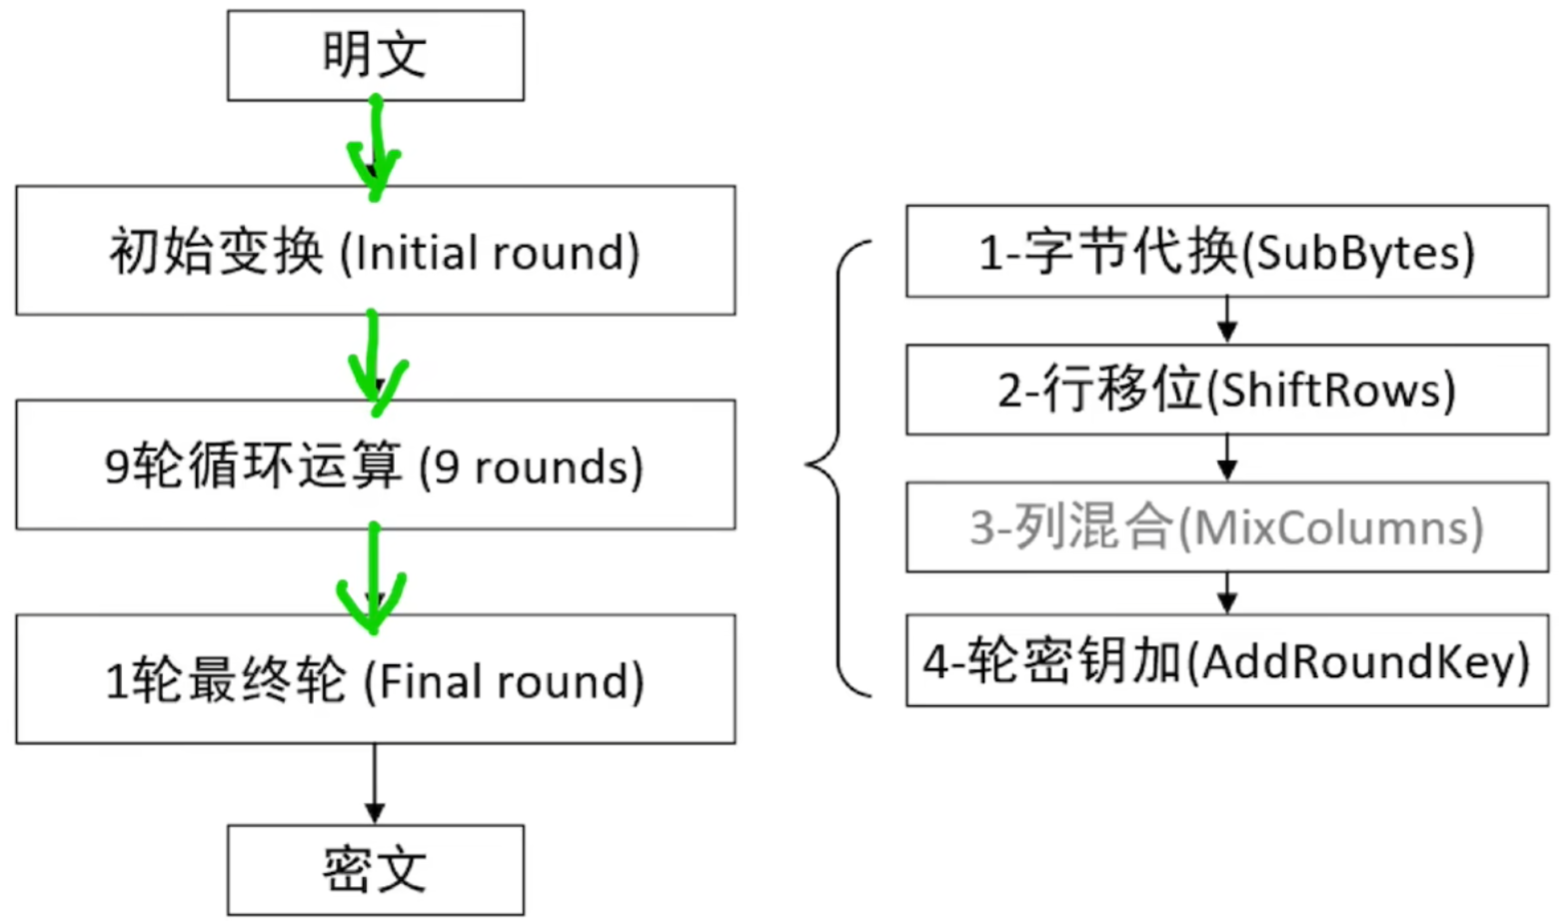 明文
初始变换 (Initial round)
9轮循环运算 (9 rounds)
1轮最终轮 (Final round)
密文
1-字节代换(SubBytes)
2-行移位(ShiftRows)
3-列混合(MixColumns)
4-轮密钥加(AddRoundKey)